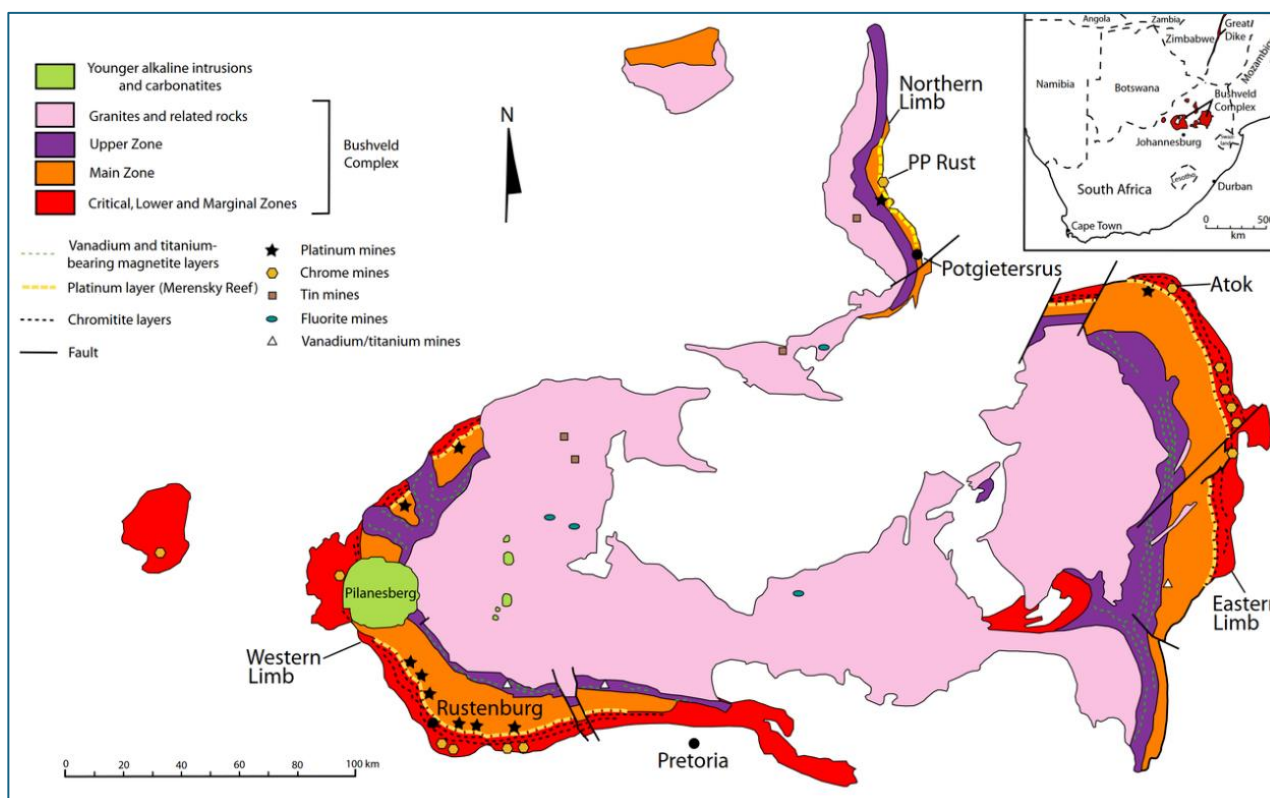 Younger alkaline intrusions
and carbonatites
Granites and related rocks
Upper Zone
Main Zone
Critical, Lower and Marginal Zones
Bushveld
Complex
Vanadium and titanium-
bearing magnetite layers
Platinum layer (Merensky Reef)
Chromitite layers
Fault
Platinum mines
Chrome mines
Tin mines
Fluorite mines
Vanadium/titanium mines
N
Northern
Limb
PP Rust
Potgietersrus
Angola
Zambia
Zimbabwe
Great
Dike
Namibia
Botswana
Bushveld
Complex
Johannesburg
Lesotho
South Africa
Durban
Cape Town
0 500
km
Atok
Pilanesberg
Western
Limb
Rustenburg
Eastern
Limb
Pretoria
0 20 40 60 80 100 km